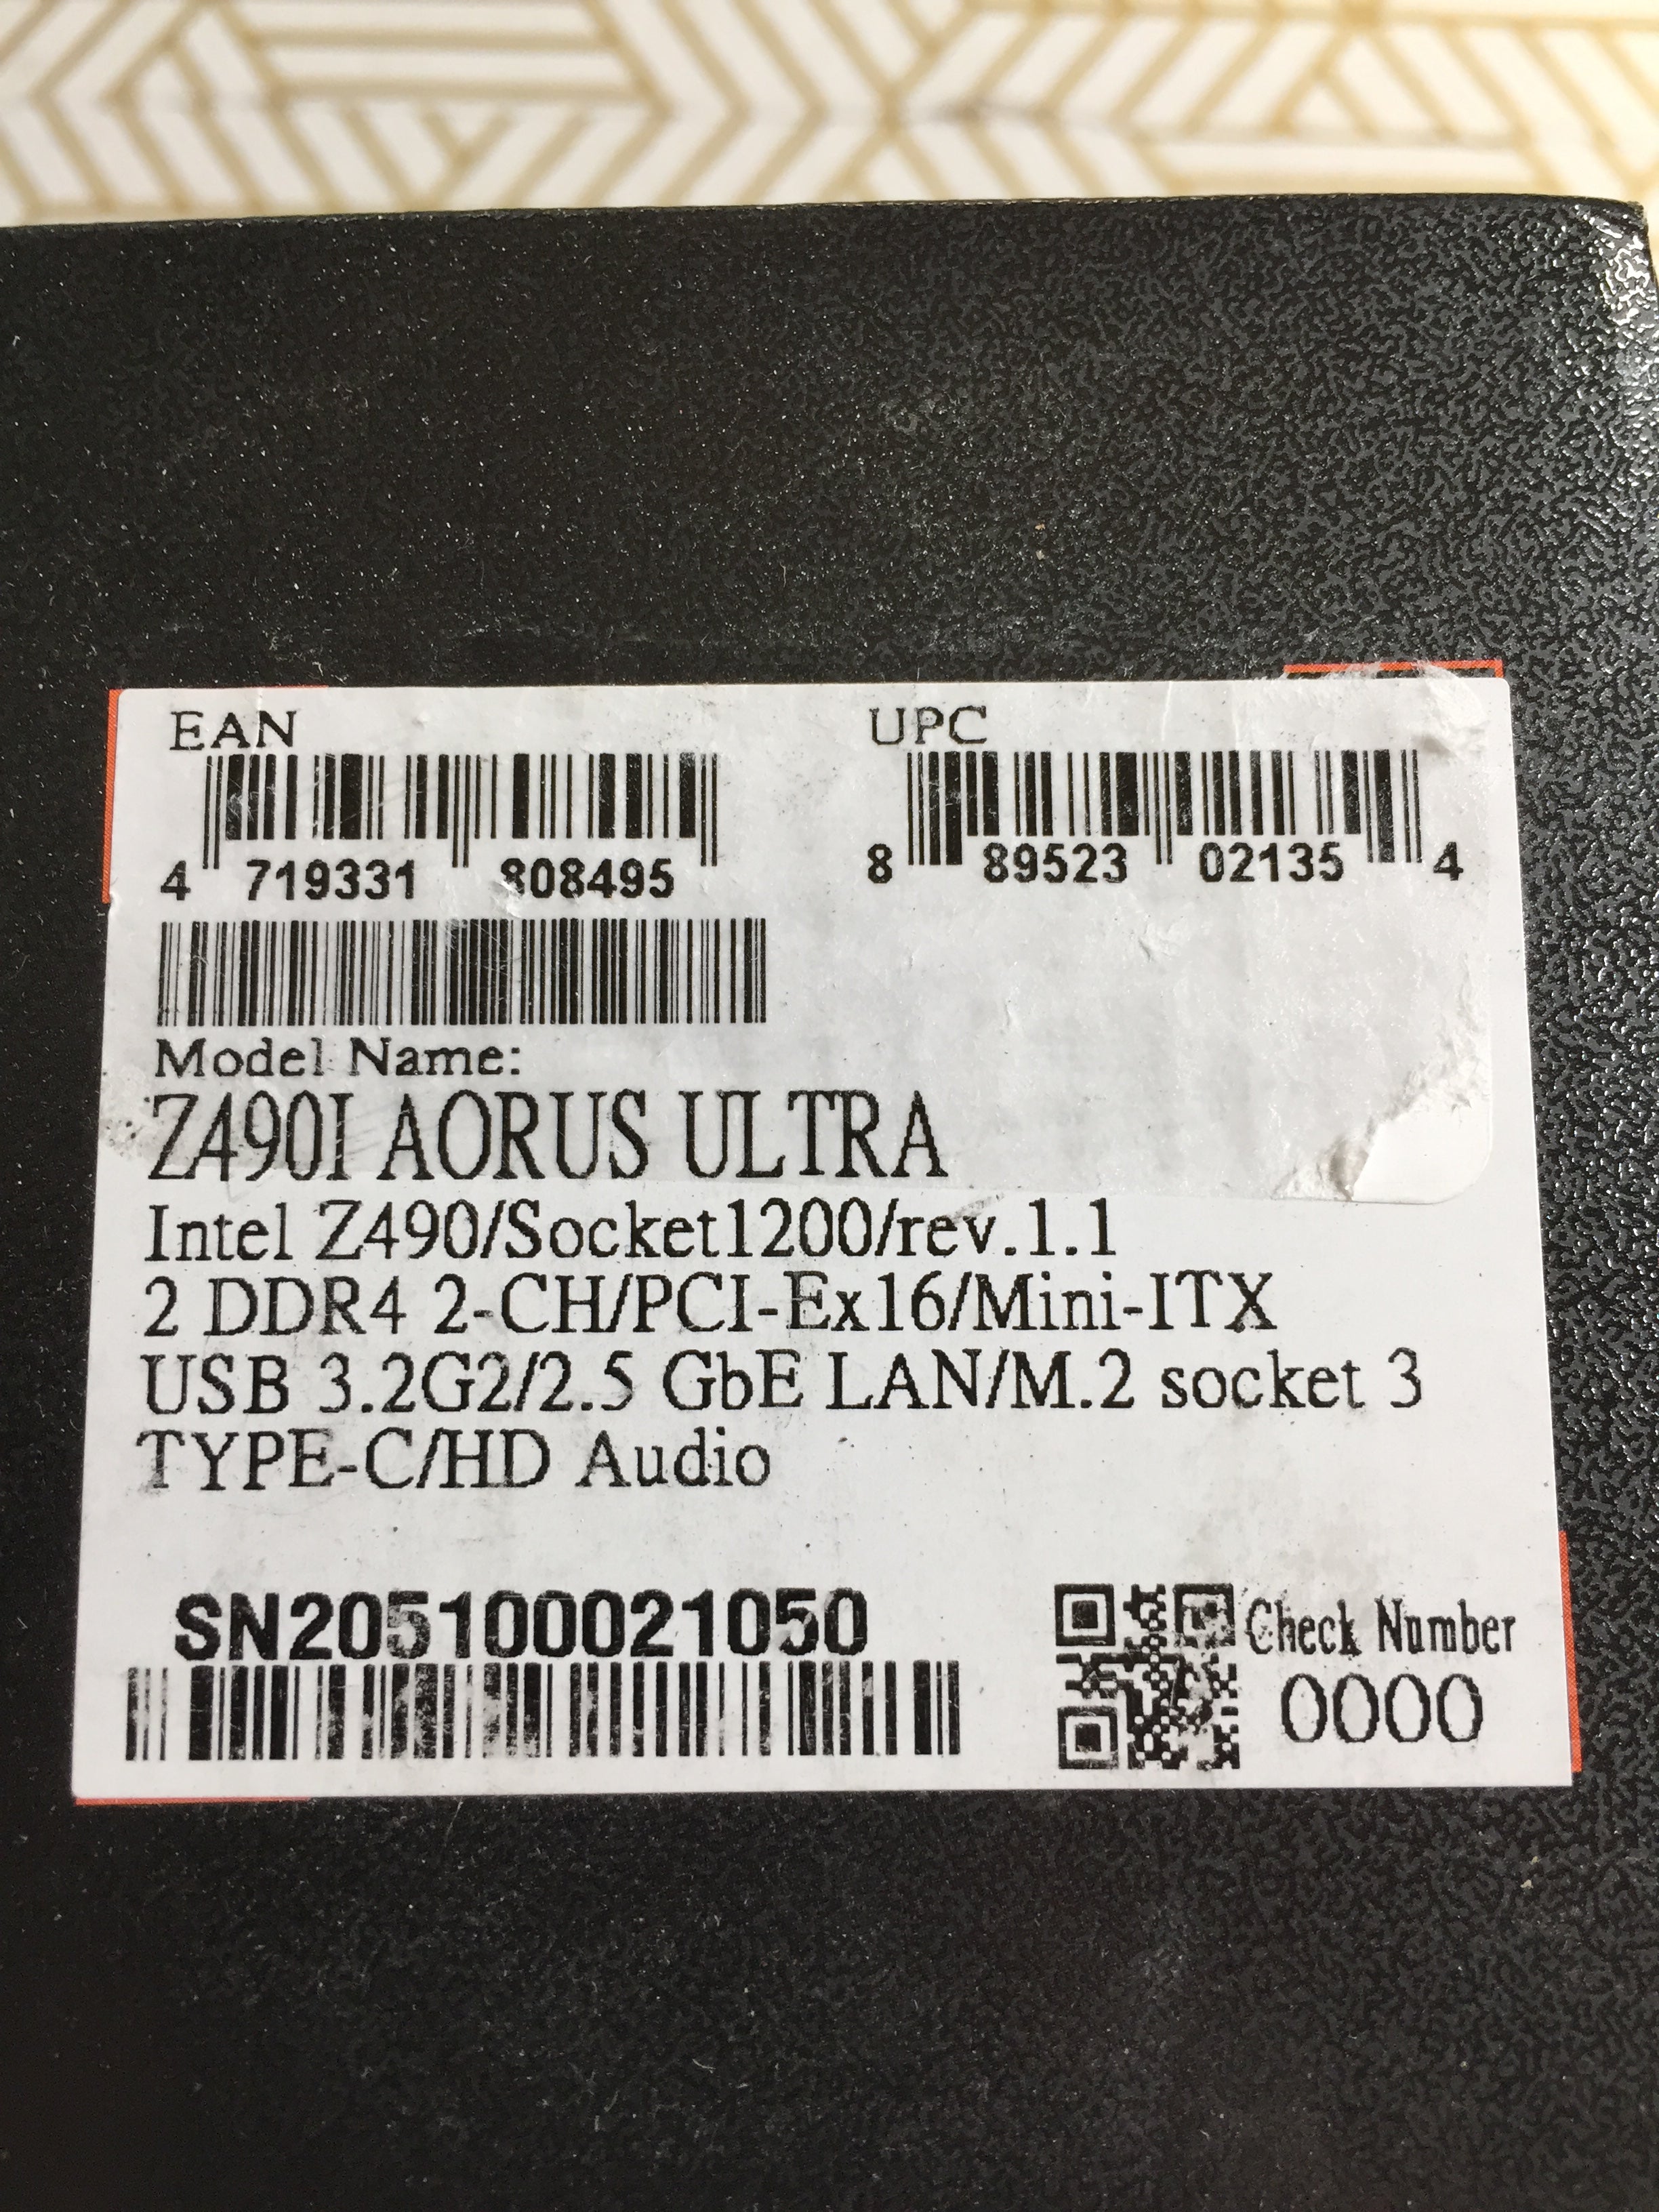 EAN
UPC
4 719331 808495
8 89523 02135 4
Model Name:
Z490I AORUS ULTRA
Intel Z490/Socket1200/rev.1.1
2 DDR4 2-CH/PCI-Ex16/Mini-ITX
USB 3.2G2/2.5 GbE LAN/M.2 socket 3
TYPE-C/HD Audio
SN205100021050
Check Number
0000